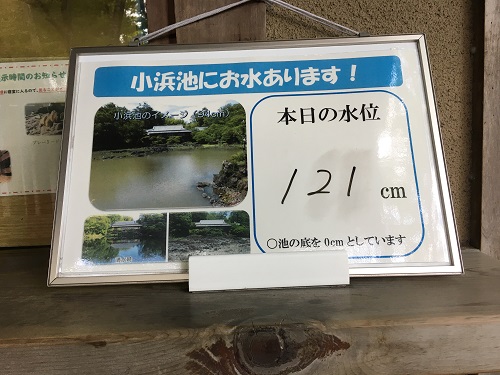 小浜池にお水あります！
小浜池のイメージ（94cm）
本日の水位
121 cm
○池の底を0cmとしています